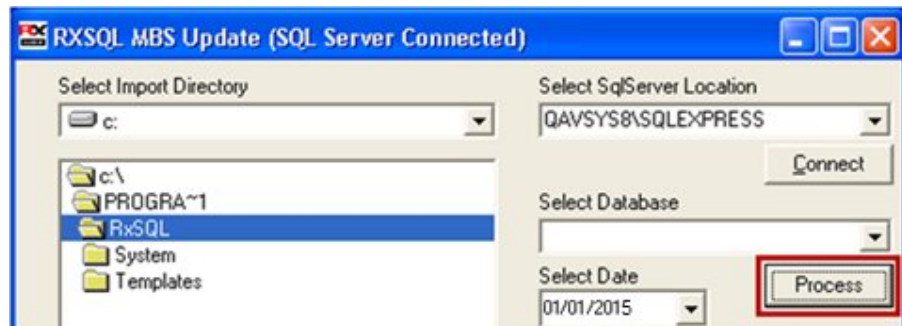 RXSQL MBS Update (SQL Server Connected)
Select Import Directory
c:
c:\
PROGRA~1
RxSQL
System
Templates
Select SqlServer Location
QAVSYS8\SQLEXPRESS
Connect
Select Database
Select Date
01/01/2015
Process